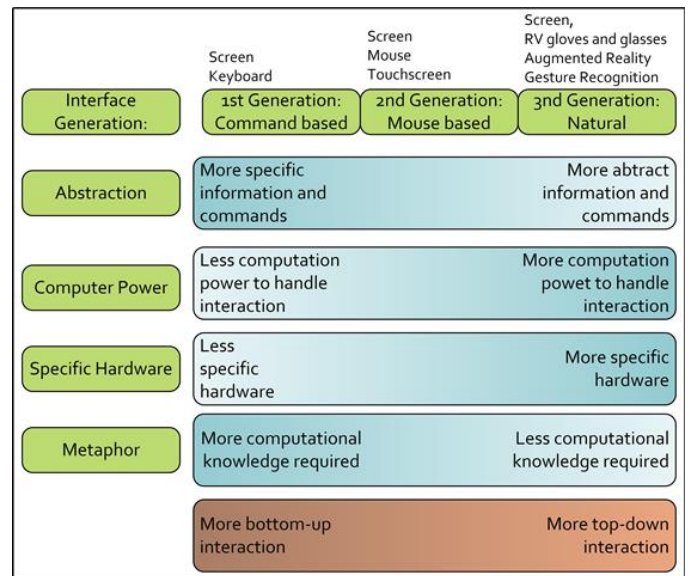 Screen
Keyboard
Screen
Mouse
Touchscreen
Screen,
RV gloves and glasses
Augmented Reality
Gesture Recognition
Interface
Generation:
1st Generation:
Command based
2nd Generation:
Mouse based
3nd Generation:
Natural
Abstraction
More specific
information and
commands
More abtract
information and
commands
Computer Power
Less computation
power to handle
interaction
More computation
powet to handle
interaction
Specific Hardware
Less
specific
hardware
More specific
hardware
Metaphor
More computational
knowledge required
Less computational
knowledge required
More bottom-up
interaction
More top-down
interaction